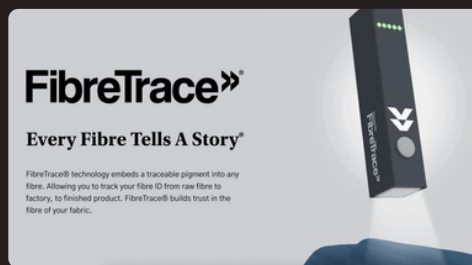 FibreTrace»®
Every Fibre Tells A Story®
FibreTrace® technology embeds a traceable pigment into any
fibre. Allowing you to track your fibre ID from raw fibre to
factory, to finished product. FibreTrace® builds trust in the
fibre of your fabric.
FibreTrace»